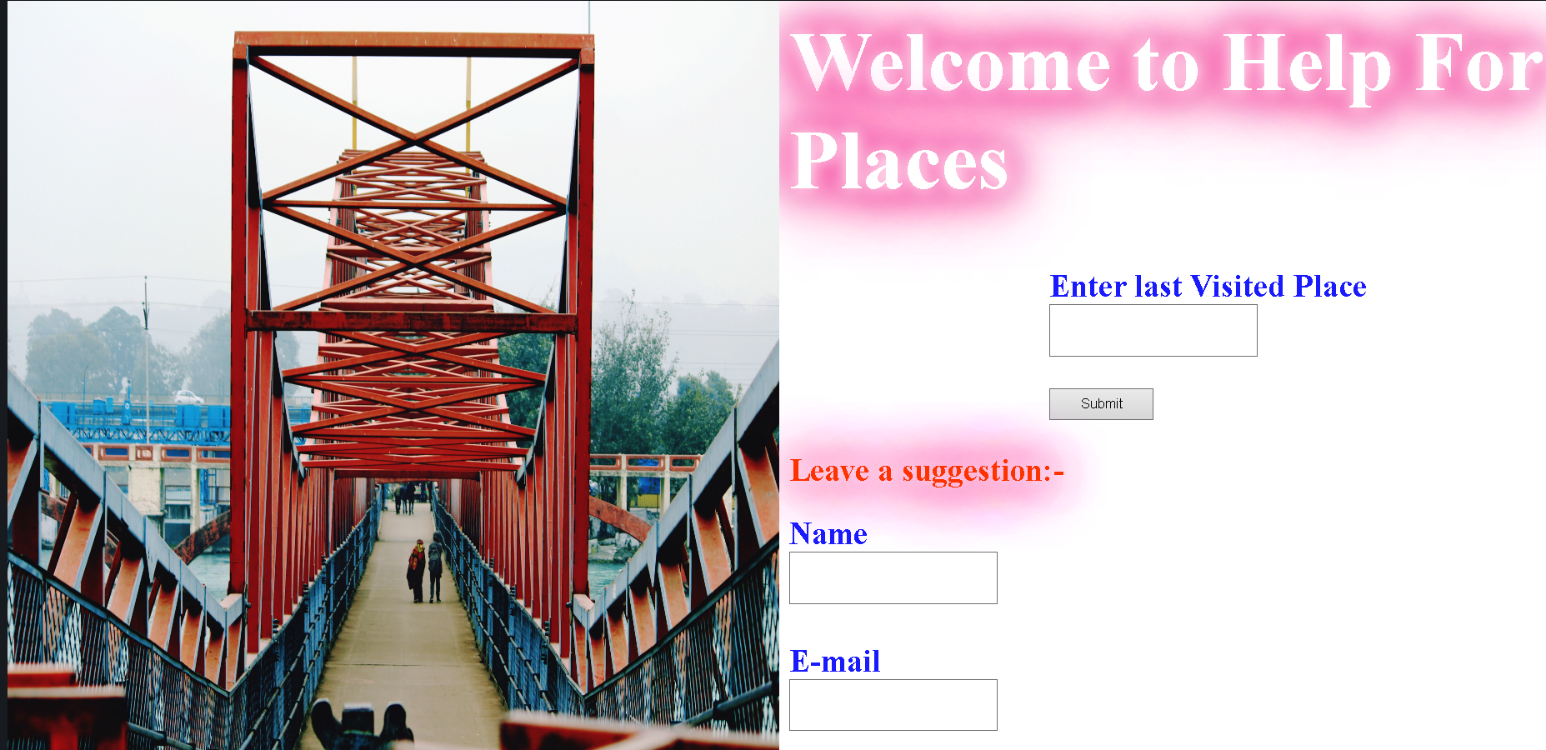 Welcome to Help For
Places
Enter last Visited Place
Submit
Leave a suggestion:-
Name
E-mail